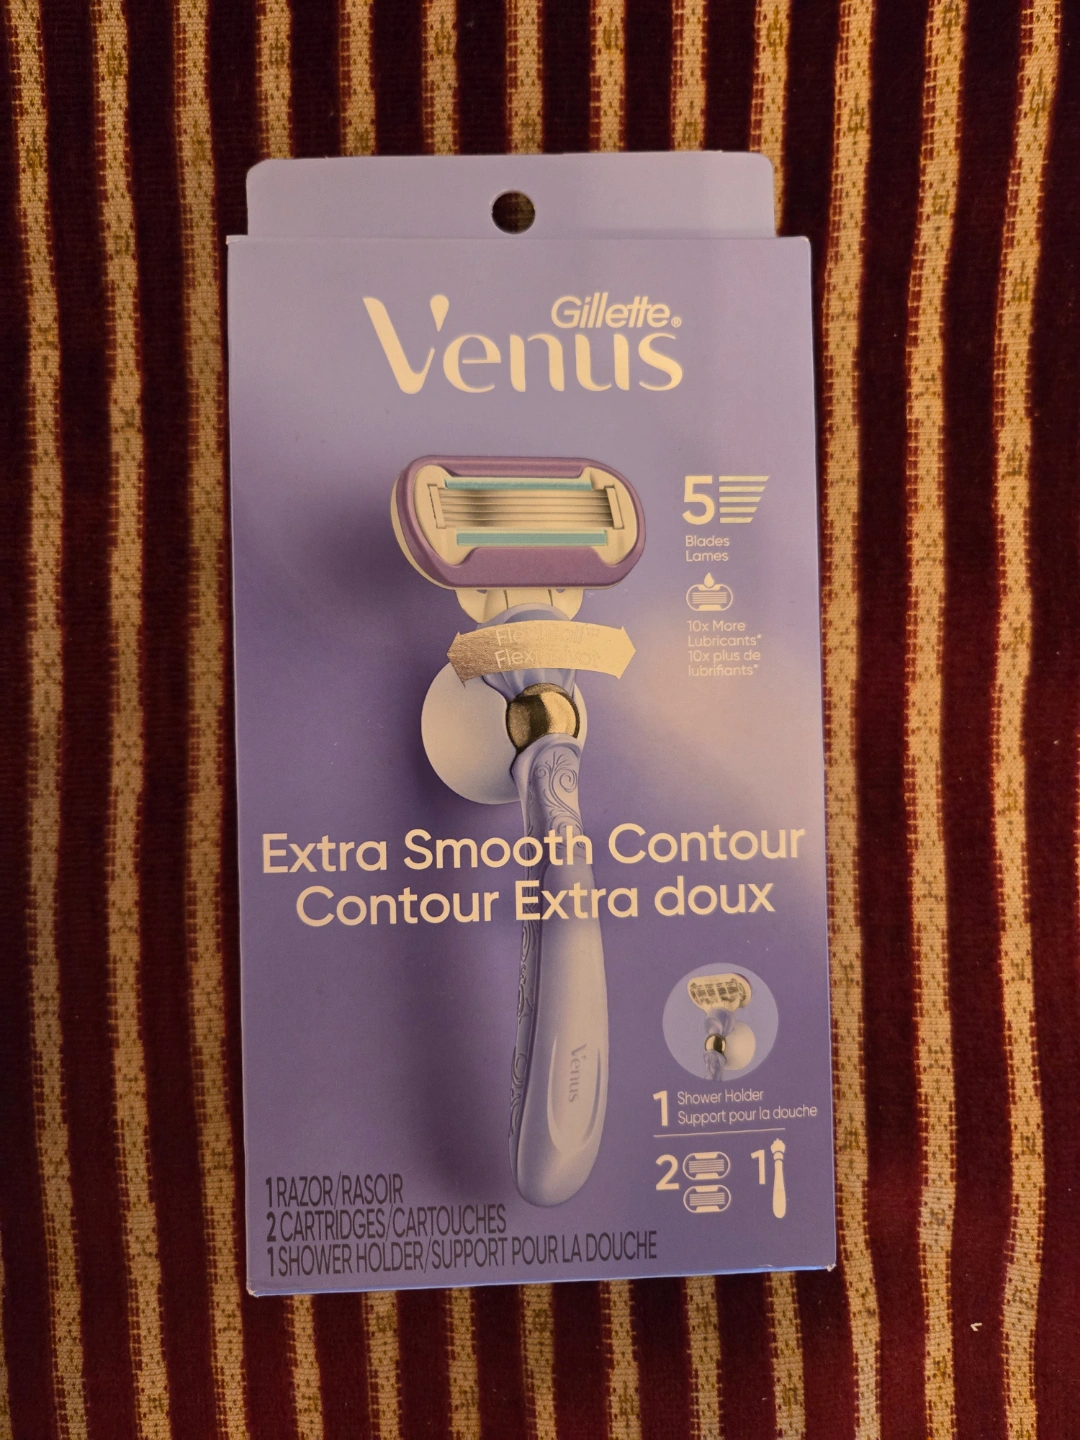 Gillette®
Venus
5
Blades
Lames
10x More
Lubricants*
10x plus de
lubrifiants*
Extra Smooth Contour
Contour Extra doux
Venus
1 Shower Holder
Support pour la douche
2 1
1 RAZOR/RASOIR
2 CARTRIDGES/CARTOUCHES
1 SHOWER HOLDER/SUPPORT POUR LA DOUCHE